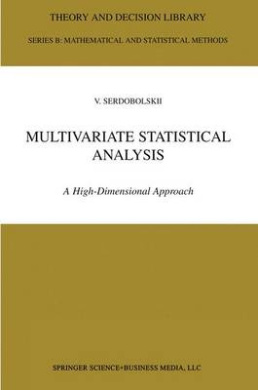 THEORY AND DECISION LIBRARY
SERIES B: MATHEMATICAL AND STATISTICAL METHODS
V. SERDOBOLSKII
MULTIVARIATE STATISTICAL
ANALYSIS
A High-Dimensional Approach
SPRINGER SCIENCE+BUSINESS MEDIA, LLC